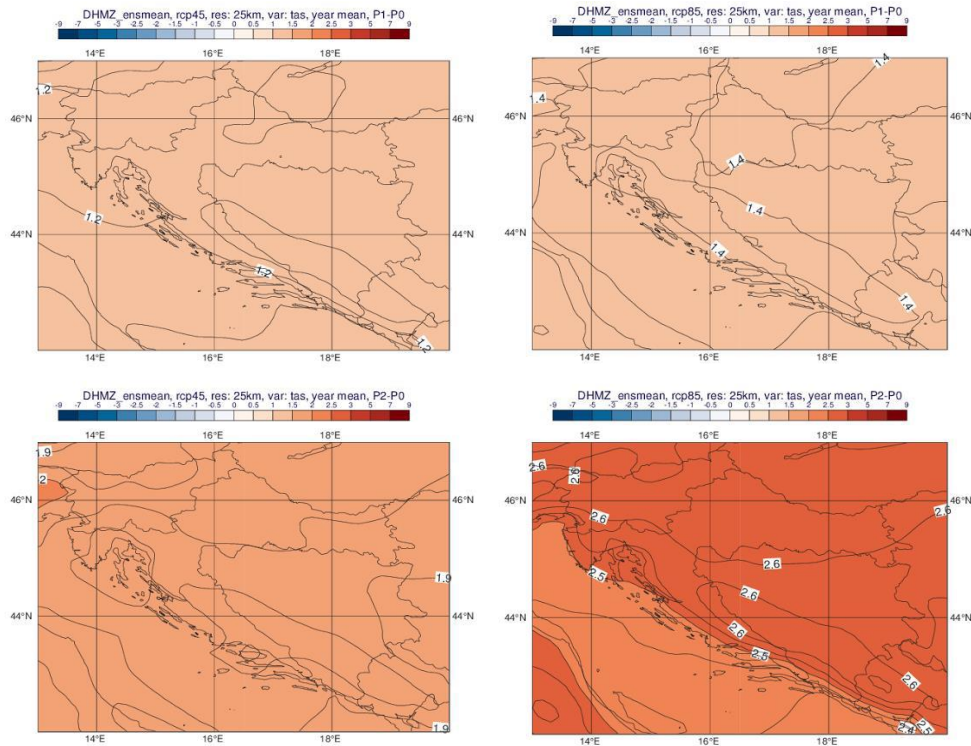 DHMZ_ensmean, rcp45, res: 25km, var: tas, year mean, P1-P0
-9 -7 -5 -3 -2.5 -2 -1.5 -1 -0.5 0 0.5 1 1.5 2 2.5 3 5 7 9
14°E 16°E 18°E
1.2
46°N
1.2
44°N
1.2
1.2
14°E 16°E 18°E
DHMZ_ensmean, rcp85, res: 25km, var: tas, year mean, P1-P0
-9 -7 -5 -3 -2.5 -2 -1.5 -1 -0.5 0 0.5 1 1.5 2 2.5 3 5 7 9
14°E 16°E 18°E
1.4
1.4
46°N
1.4
1.4
44°N
1.4
1.4
14°E 16°E 18°E
DHMZ_ensmean, rcp45, res: 25km, var: tas, year mean, P2-P0
-9 -7 -5 -3 -2.5 -2 -1.5 -1 -0.5 0 0.5 1 1.5 2 2.5 3 5 7 9
14°E 16°E 18°E
1.9
2
46°N
1.9
44°N
1.9
14°E 16°E 18°E
DHMZ_ensmean, rcp85, res: 25km, var: tas, year mean, P2-P0
-9 -7 -5 -3 -2.5 -2 -1.5 -1 -0.5 0 0.5 1 1.5 2 2.5 3 5 7 9
14°E 16°E 18°E
2.6
2.6
46°N
2.6
2.6
2.6
2.5
2.6
44°N
2.6
2.5
2.6
2.5
2.4
14°E 16°E 18°E